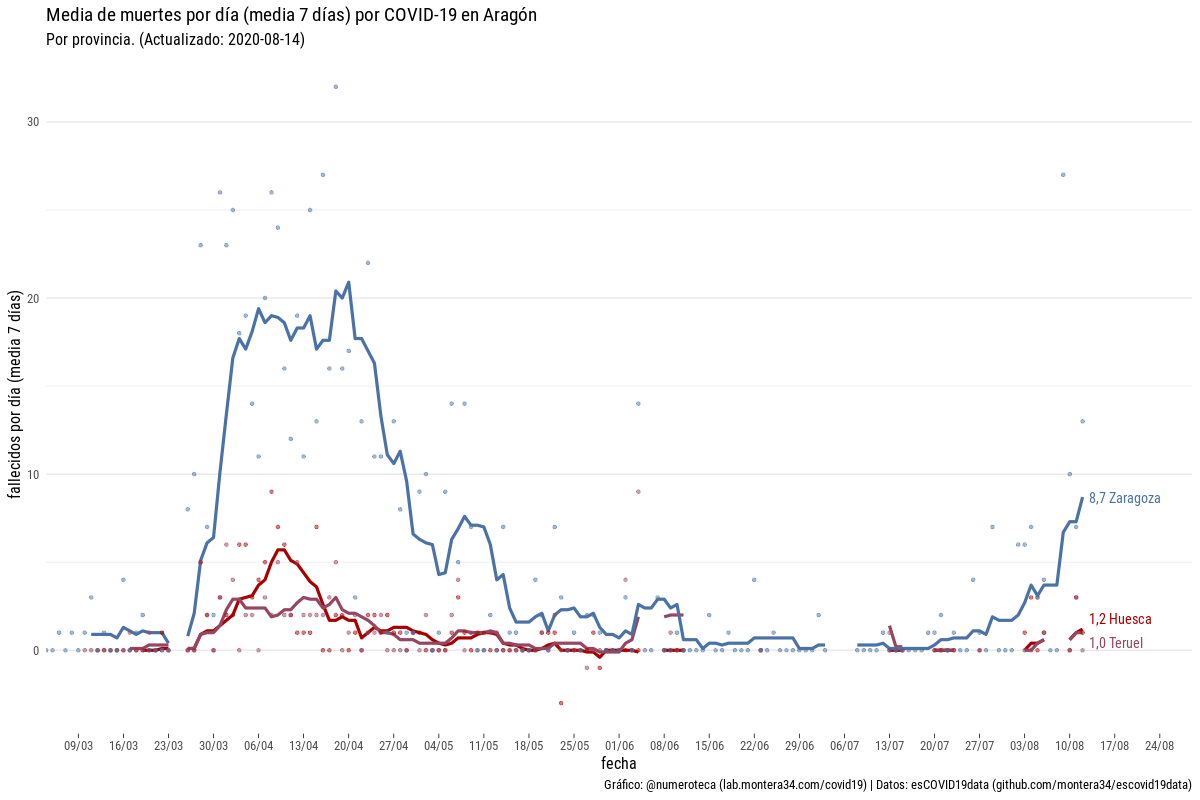 Media de muertes por día (media 7 días) por COVID-19 en Aragón
Por provincia. (Actualizado: 2020-08-14)
fallecidos por día (media 7 días)
30
20
10
0
8,7 Zaragoza
1,2 Huesca
1,0 Teruel
09/03 16/03 23/03 30/03 06/04 13/04 20/04 27/04 04/05 11/05 18/05 25/05 01/06 08/06 15/06 22/06 29/06 06/07 13/07 20/07 27/07 03/08 10/08 17/08 24/08
fecha
Gráfico: @numeroteca (lab.montera34.com/covid19) | Datos: esCOVID19data (github.com/montera34/escovid19data)